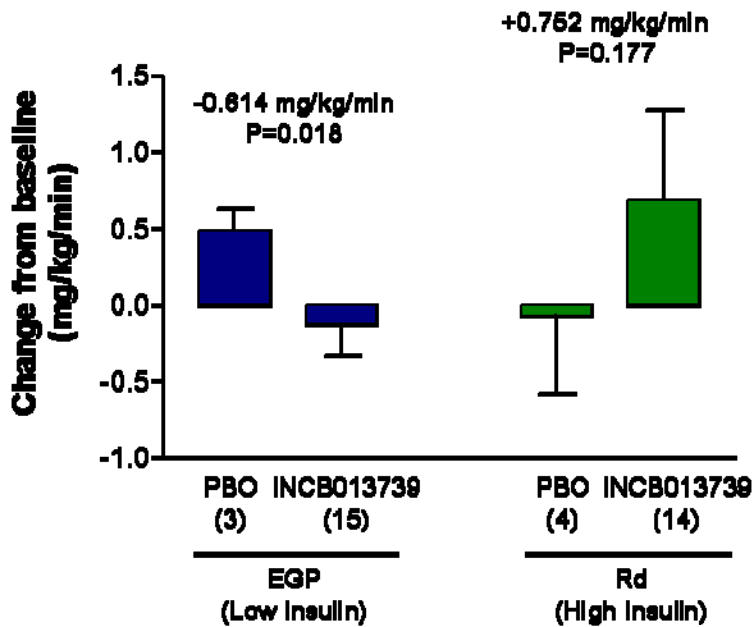 +0.752 mg/kg/min
P=0.177
-0.614 mg/kg/min
P=0.018
Change from baseline
(mg/kg/min)
1.5
1.0
0.5
0.0
-0.5
-1.0
PBO INCB013739 PBO INCB013739
(3) (15) (4) (14)
EGP Rd
(Low insulin) (High insulin)